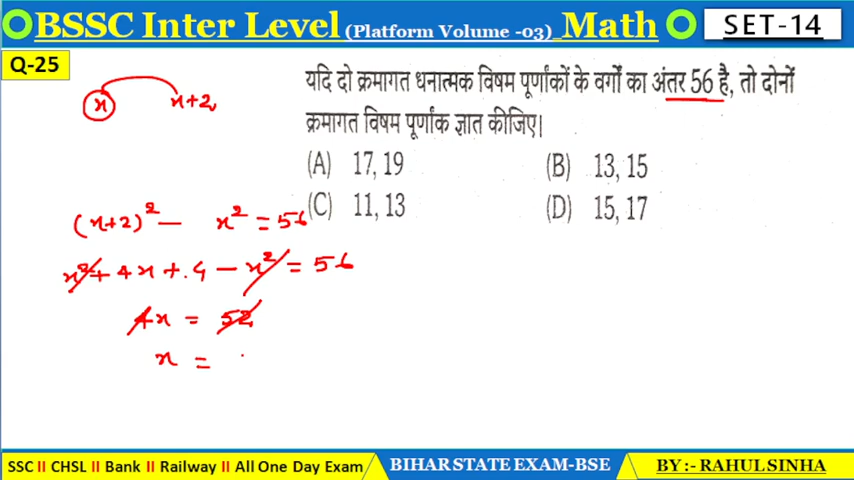 BSSC Inter Level (Platform Volume -03) Math SET-14
Q-25
यदि दो क्रमागत धनात्मक विषम पूर्णांकों के वर्गों का अंतर 56 है, तो दोनों
क्रमागत विषम पूर्णांक ज्ञात कीजिए।
(A) 17, 19 (B) 13, 15
(C) 11, 13 (D) 15, 17
x x+2
(x+2)² - x² = 56
x² + 4x + 4 - x² = 56
4x = 52
x =
SSC II CHSL II Bank II Railway II All One Day Exam BIHAR STATE EXAM-BSE BY:- RAHUL SINHA